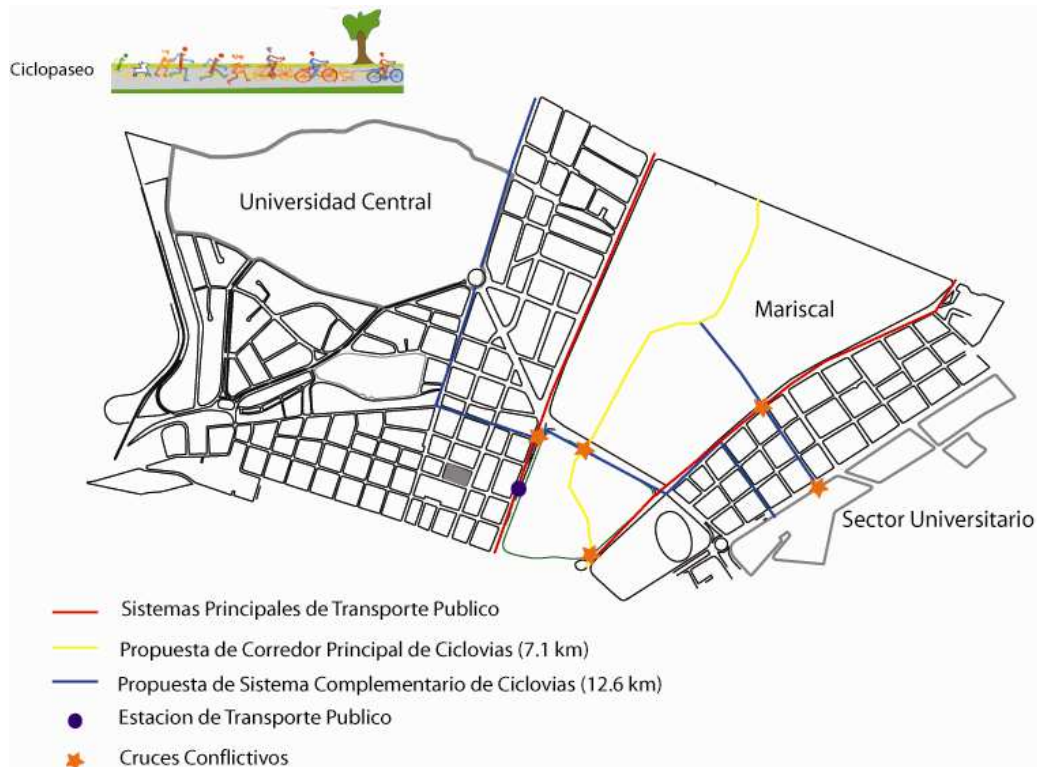 Ciclopaseo
Universidad Central
Mariscal
Sector Universitario
Sistemas Principales de Transporte Publico
Propuesta de Corredor Principal de Ciclovias (7.1 km)
Propuesta de Sistema Complementario de Ciclovias (12.6 km)
Estacion de Transporte Publico
Cruces Conflictivos